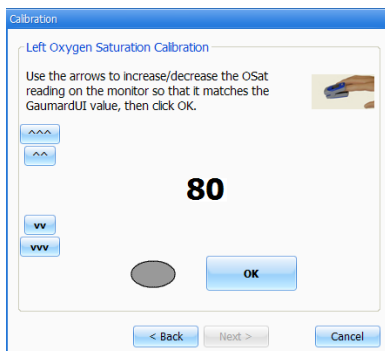 Calibration
Left Oxygen Saturation Calibration
Use the arrows to increase/decrease the OSat
reading on the monitor so that it matches the
GaumardUI value, then click OK.
^^^
^^
80
vv
vvv
OK
< Back Next > Cancel